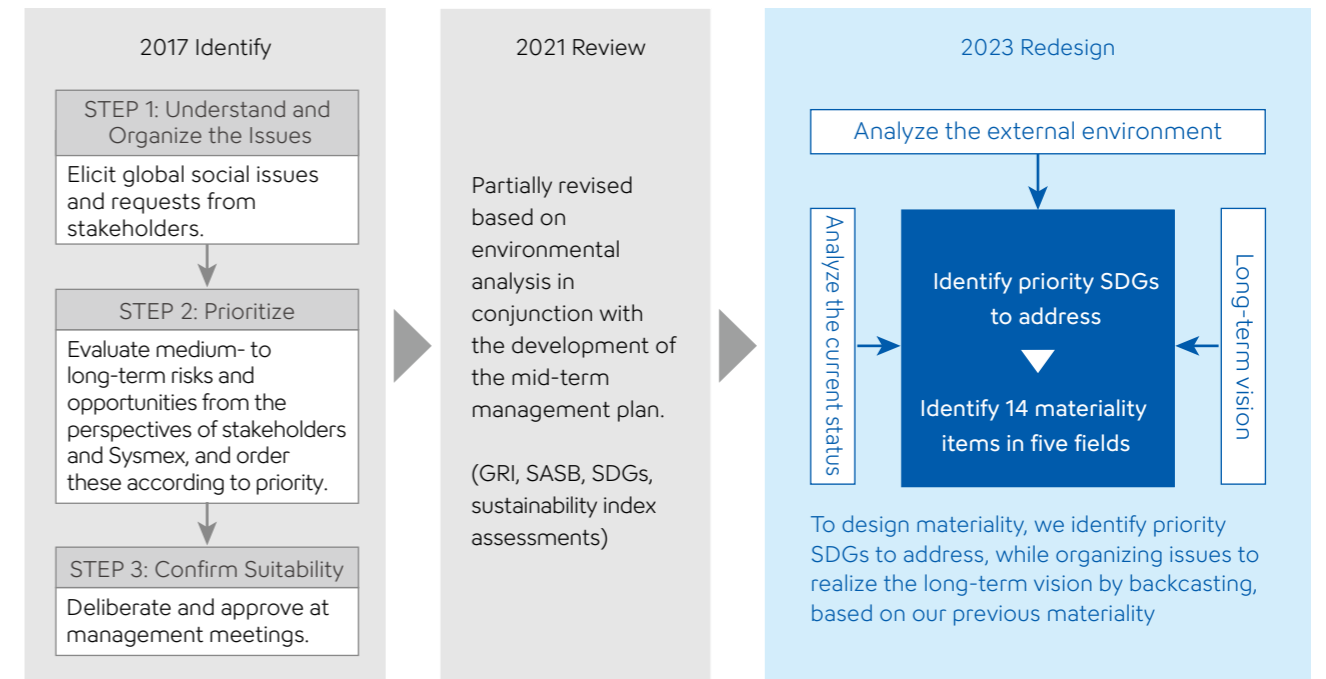 2017 Identify
STEP 1: Understand and
Organize the Issues
Elicit global social issues
and requests from
stakeholders.
STEP 2: Prioritize
Evaluate medium- to
long-term risks and
opportunities from the
perspectives of stakeholders
and Sysmex, and order
these according to priority.
STEP 3: Confirm Suitability
Deliberate and approve at
management meetings.
2021 Review
Partially revised
based on
environmental
analysis in
conjunction with
the development of
the mid-term
management plan.
(GRI, SASB, SDGs,
sustainability index
assessments)
2023 Redesign
Analyze the external environment
Analyze the current status
Identify priority SDGs
to address
Identify 14 materiality
items in five fields
Long-term vision
To design materiality, we identify priority
SDGs to address, while organizing issues to
realize the long-term vision by backcasting,
based on our previous materiality